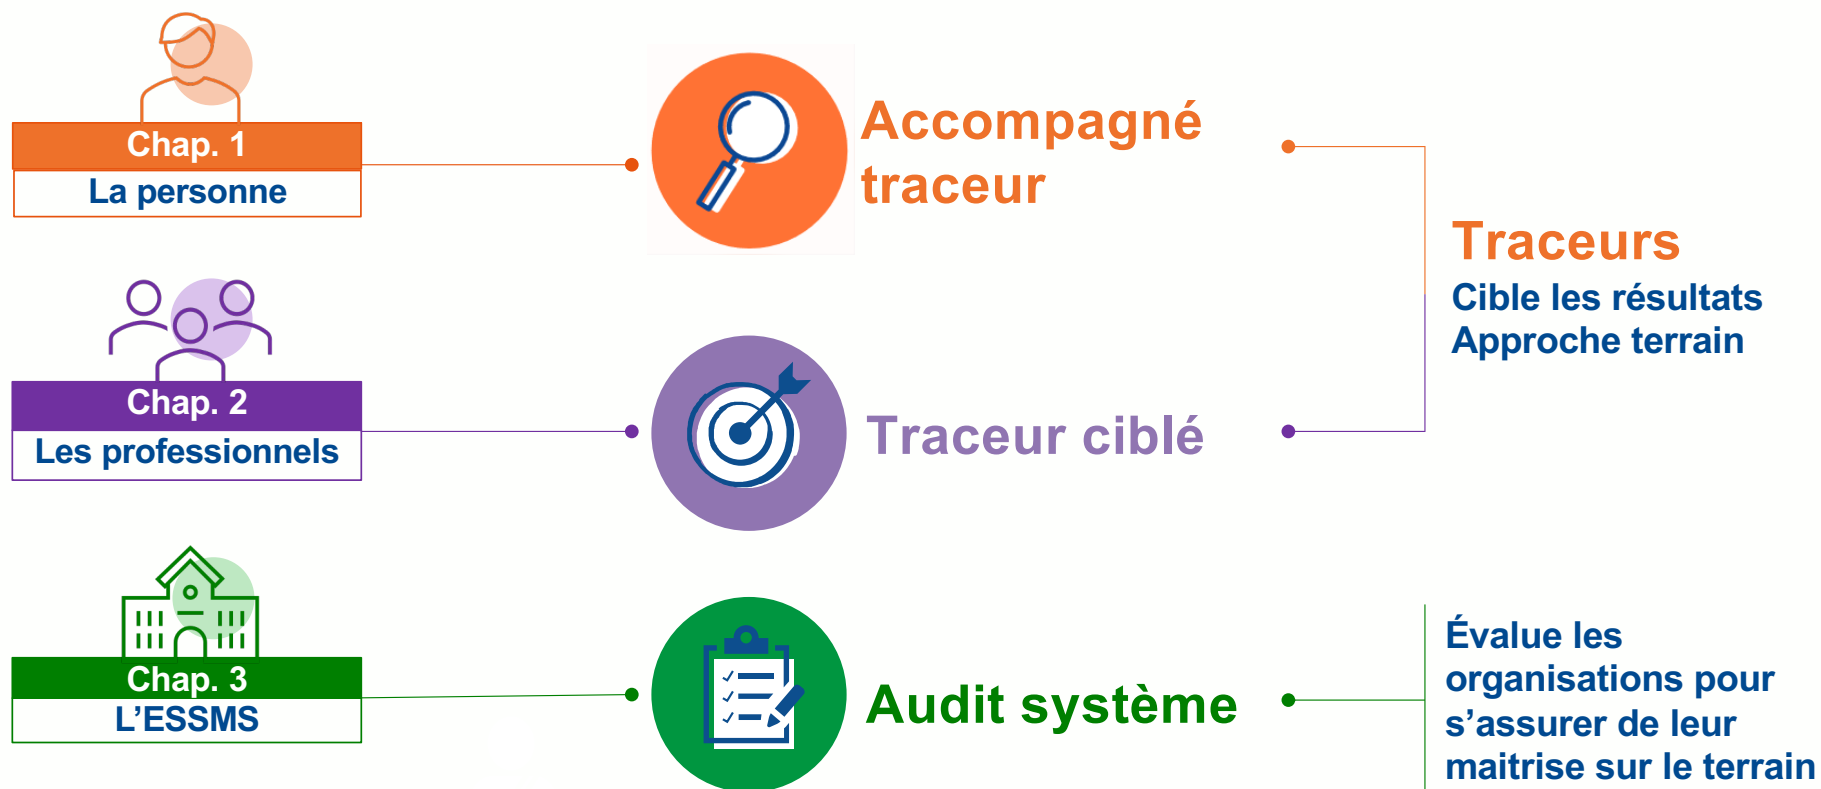 Chap. 1
La personne
Accompagné
traceur
Traceurs
Cible les résultats
Approche terrain
Chap. 2
Les professionnels
Traceur ciblé
Chap. 3
L’ESSMS
Audit système
Évalue les
organisations pour
s’assurer de leur
maitrise sur le terrain